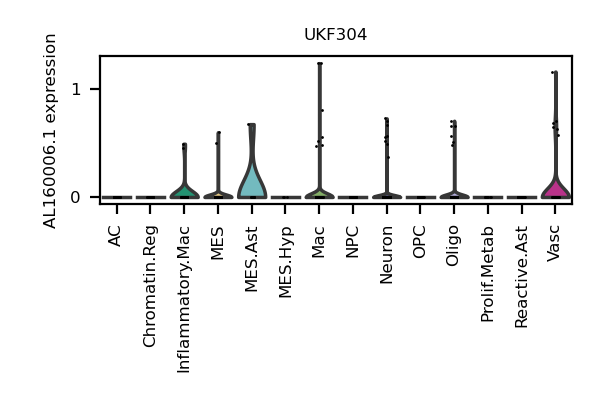 UKF304
AL160006.1 expression
1
0
AC
Chromatin.Reg
Inflammatory.Mac
MES
MES.Ast
MES.Hyp
Mac
NPC
Neuron
OPC
Oligo
Prolif.Metab
Reactive.Ast
Vasc